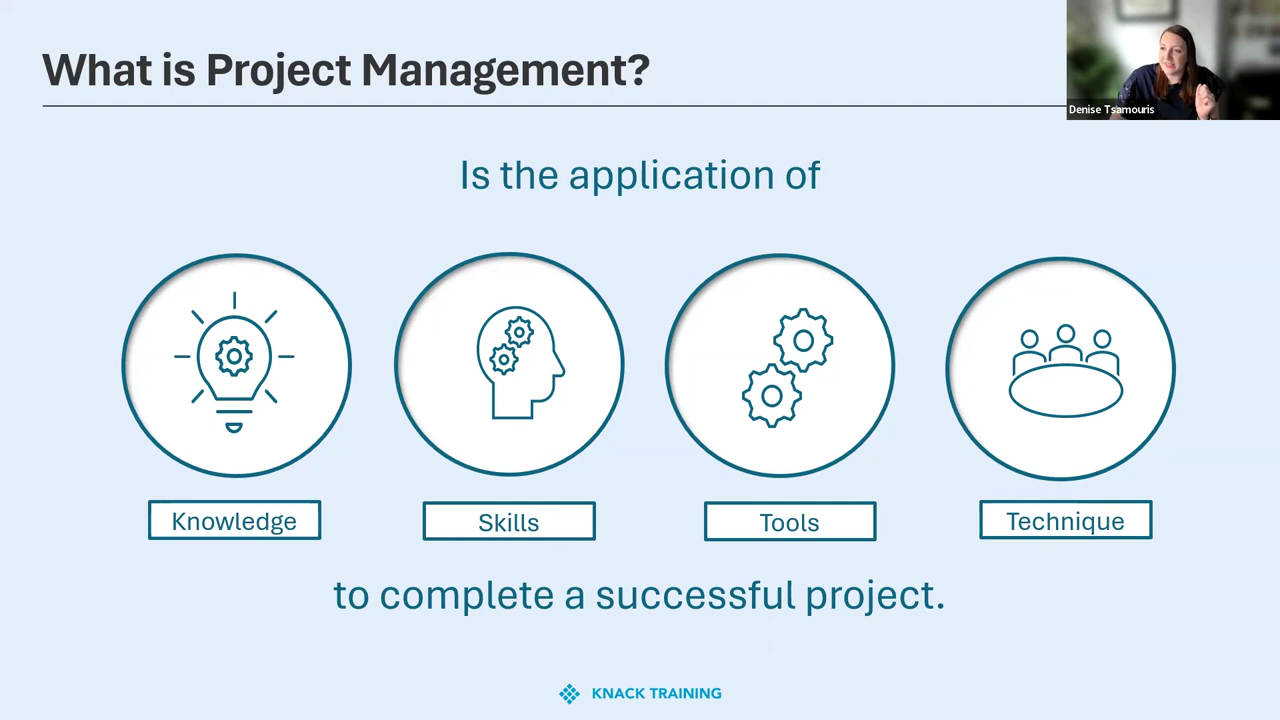 What is Project Management?
Denise Tsamouris
Is the application of
Knowledge
Skills
Tools
Technique
to complete a successful project.
KNACK TRAINING